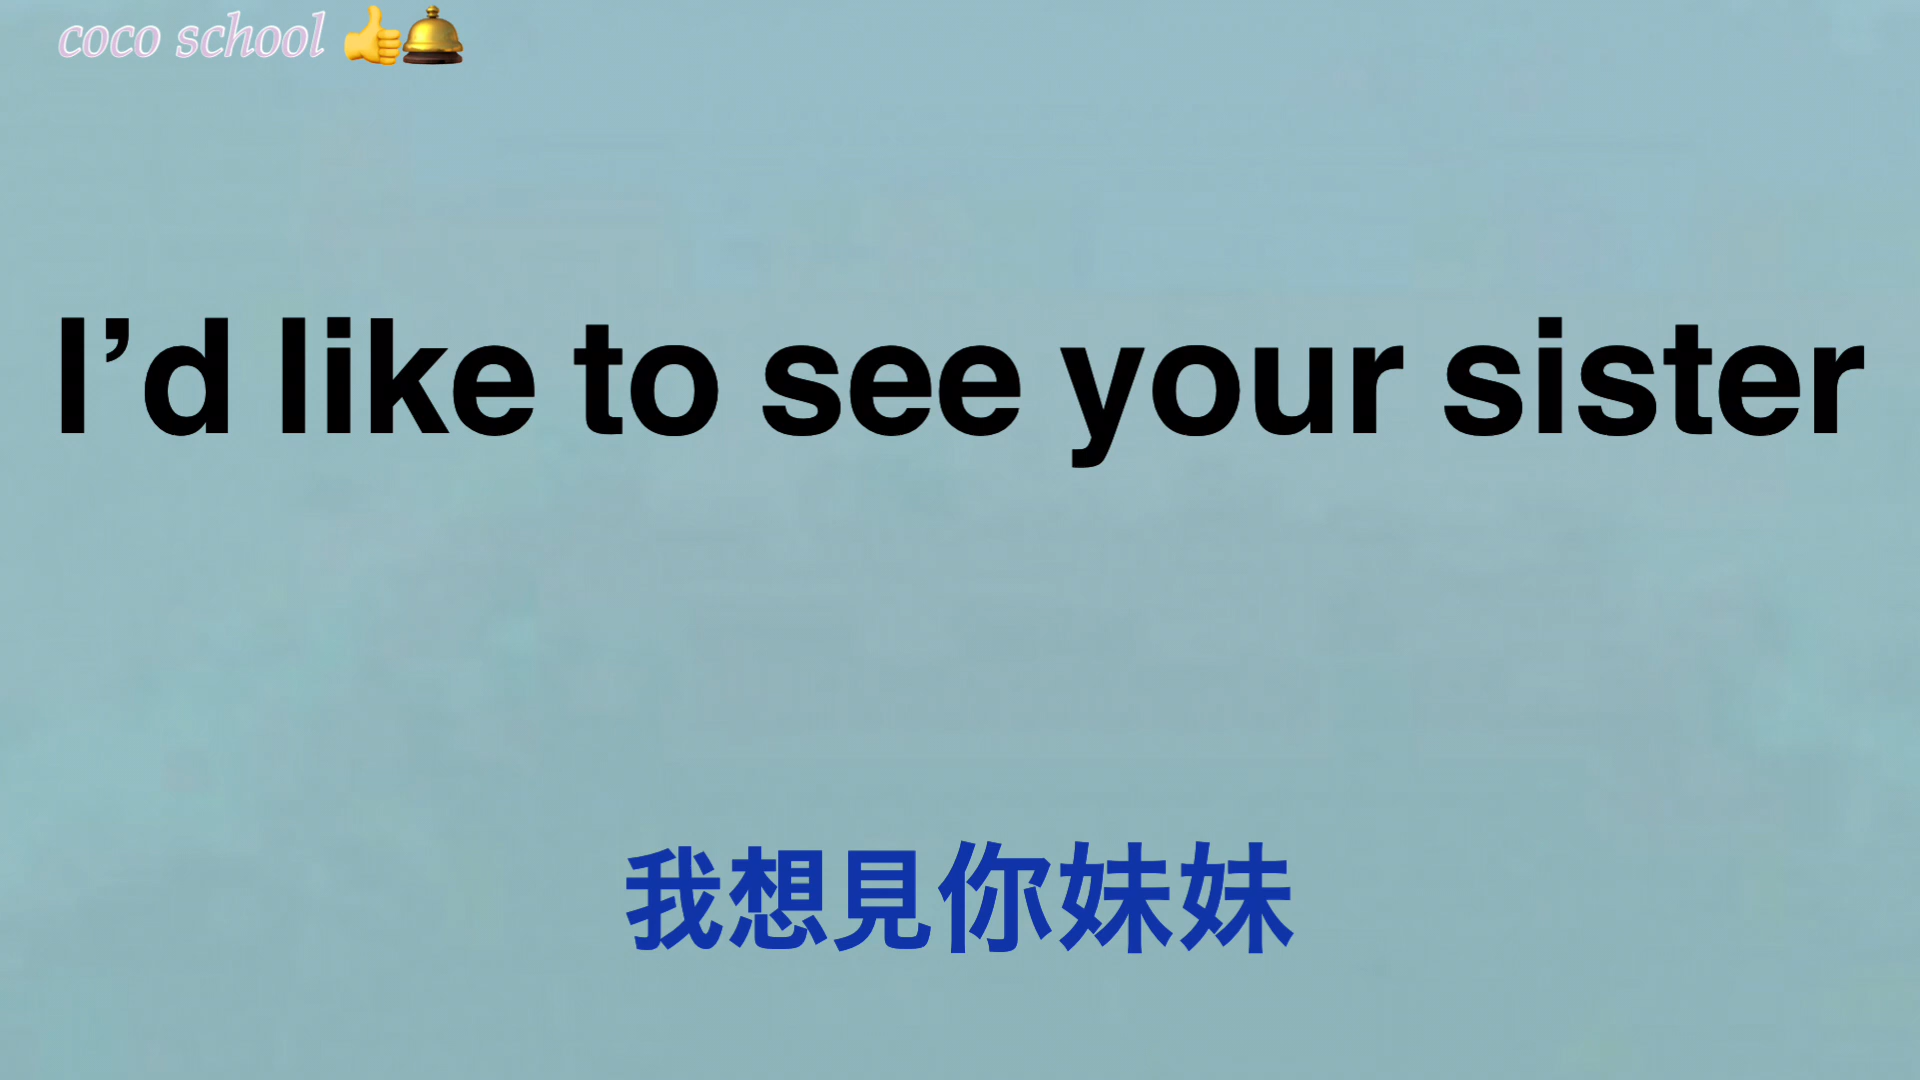 coco school 👍🛎️
I’d like to see your sister
我想見你妹妹